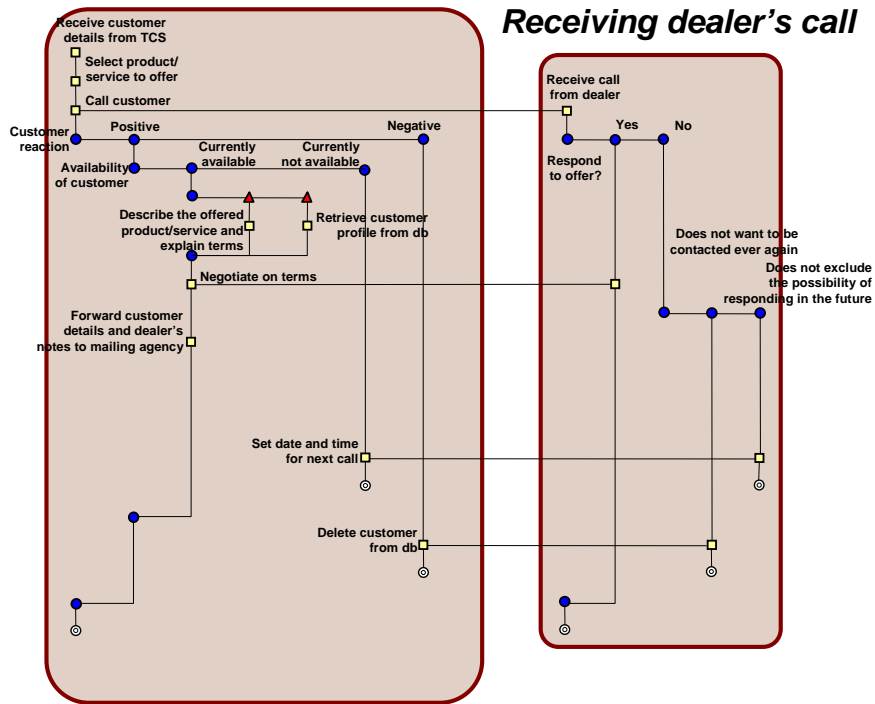 Receiving dealer's call
Receive customer
details from TCS
Select product/
service to offer
Call customer
Customer
reaction
Positive
Negative
Availability
of customer
Currently
available
Currently
not available
Describe the offered
product/service and
explain terms
Retrieve customer
profile from db
Negotiate on terms
Forward customer
details and dealer's
notes to mailing agency
Set date and time
for next call
Delete customer
from db
Receive call
from dealer
Yes
No
Respond
to offer?
Does not want to be
contacted ever again
Does not exclude
the possibility of
responding in the future